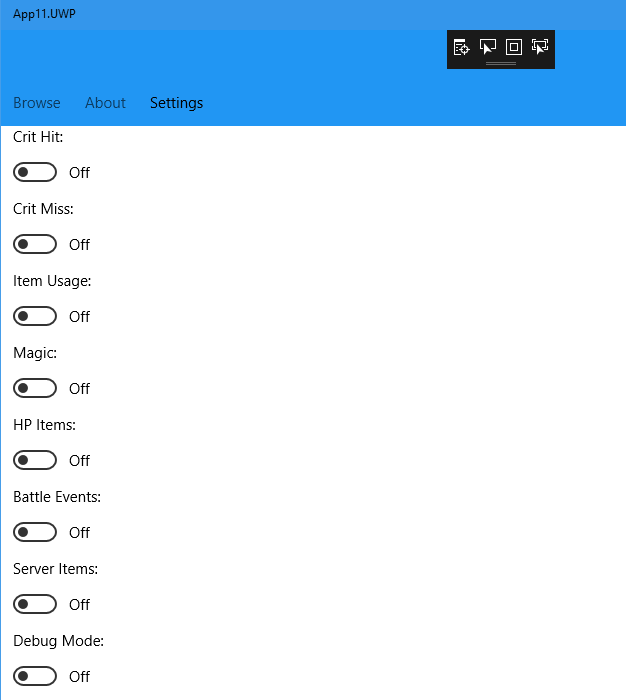 App11.UWP
Browse About Settings
Crit Hit:
Off
Crit Miss:
Off
Item Usage:
Off
Magic:
Off
HP Items:
Off
Battle Events:
Off
Server Items:
Off
Debug Mode:
Off